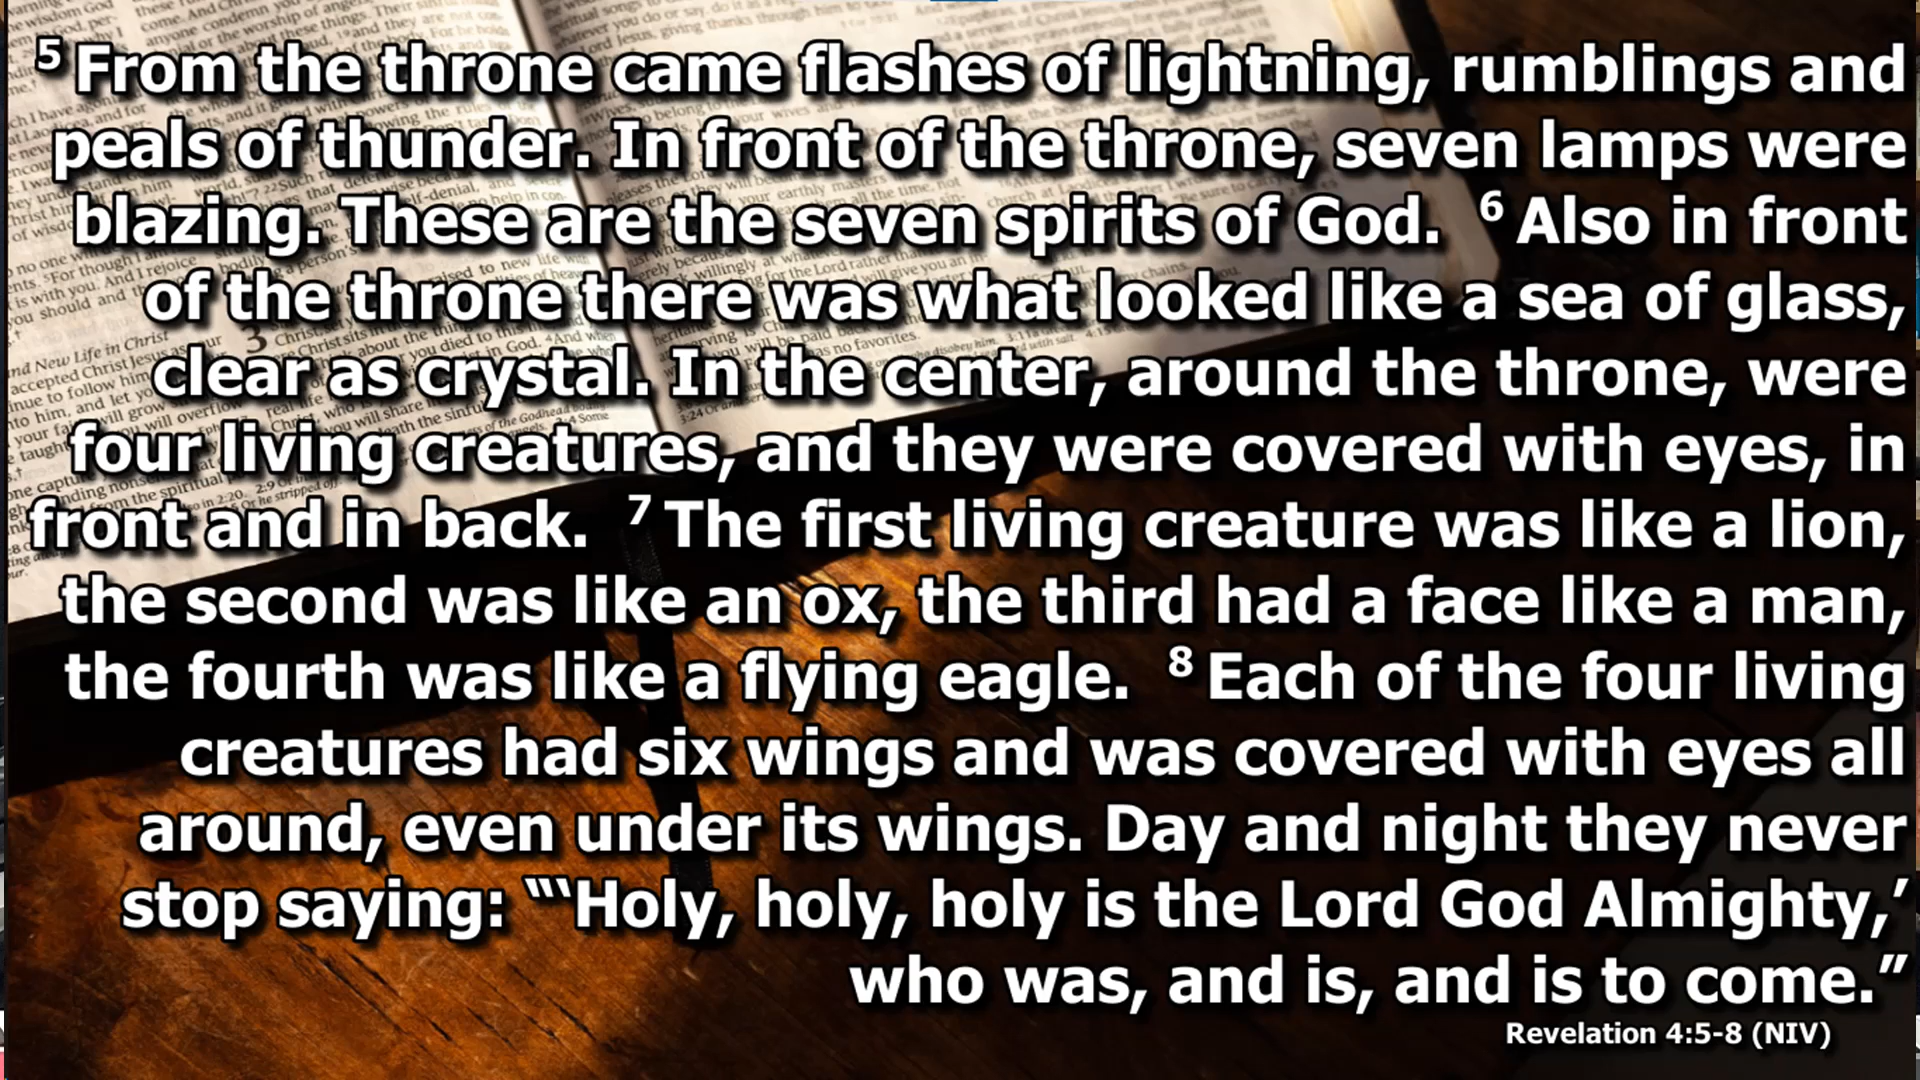 5 From the throne came flashes of lightning, rumblings and
peals of thunder. In front of the throne, seven lamps were
blazing. These are the seven spirits of God. 6 Also in front
of the throne there was what looked like a sea of glass,
clear as crystal. In the center, around the throne, were
four living creatures, and they were covered with eyes, in
front and in back. 7 The first living creature was like a lion,
the second was like an ox, the third had a face like a man,
the fourth was like a flying eagle. 8 Each of the four living
creatures had six wings and was covered with eyes all
around, even under its wings. Day and night they never
stop saying: “‘“Holy, holy, holy is the Lord God Almighty,’
who was, and is, and is to come.”
Revelation 4:5-8 (NIV)